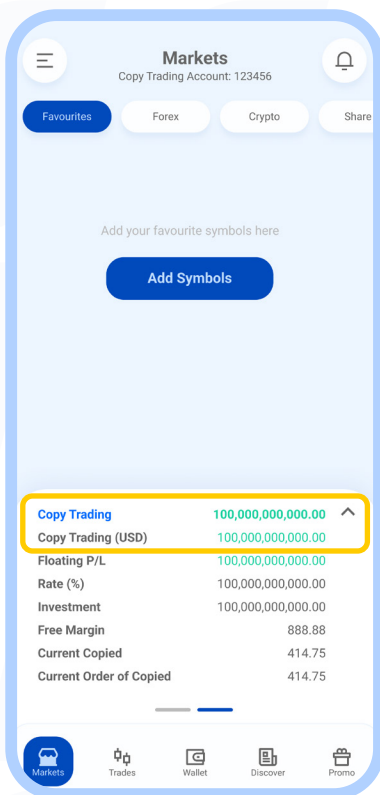 Markets
Copy Trading Account: 123456
Favourites Forex Crypto Share
Add your favourite symbols here
Add Symbols
Copy Trading 100,000,000,000.00
Copy Trading (USD) 100,000,000,000.00
Floating P/L 100,000,000,000.00
Rate (%) 100,000,000,000.00
Investment 100,000,000,000.00
Free Margin 888.88
Current Copied 414.75
Current Order of Copied 414.75
Markets Trades Wallet Discover Promo